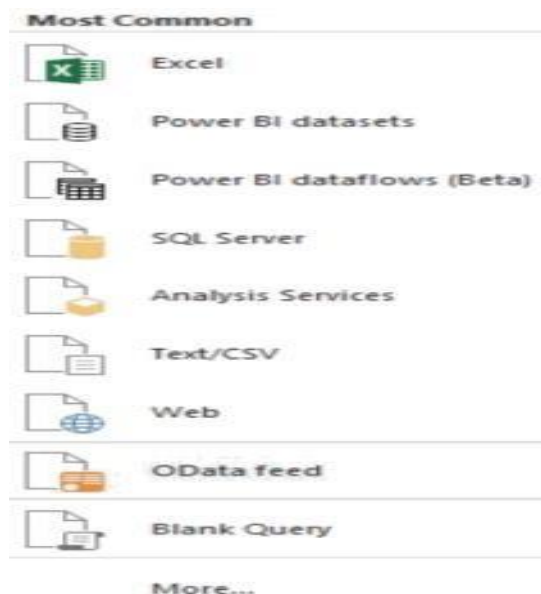 Most Common
Excel
Power BI datasets
Power BI dataflows (Beta)
SQL Server
Analysis Services
Text/CSV
Web
OData feed
Blank Query
More...